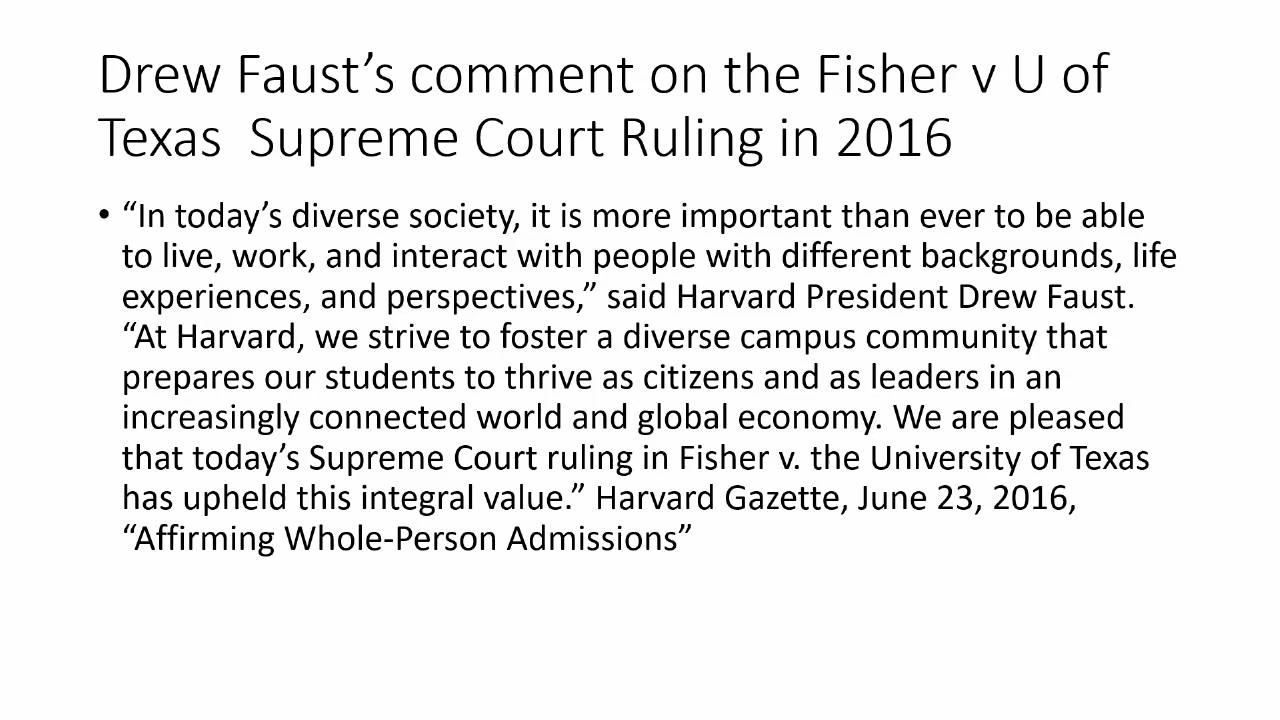 Drew Faust’s comment on the Fisher v U of
Texas  Supreme Court Ruling in 2016
• “In today’s diverse society, it is more important than ever to be able
to live, work, and interact with people with different backgrounds, life
experiences, and perspectives,” said Harvard President Drew Faust.
“At Harvard, we strive to foster a diverse campus community that
prepares our students to thrive as citizens and as leaders in an
increasingly connected world and global economy. We are pleased
that today’s Supreme Court ruling in Fisher v. the University of Texas
has upheld this integral value.” Harvard Gazette, June 23, 2016,
“Affirming Whole-Person Admissions”